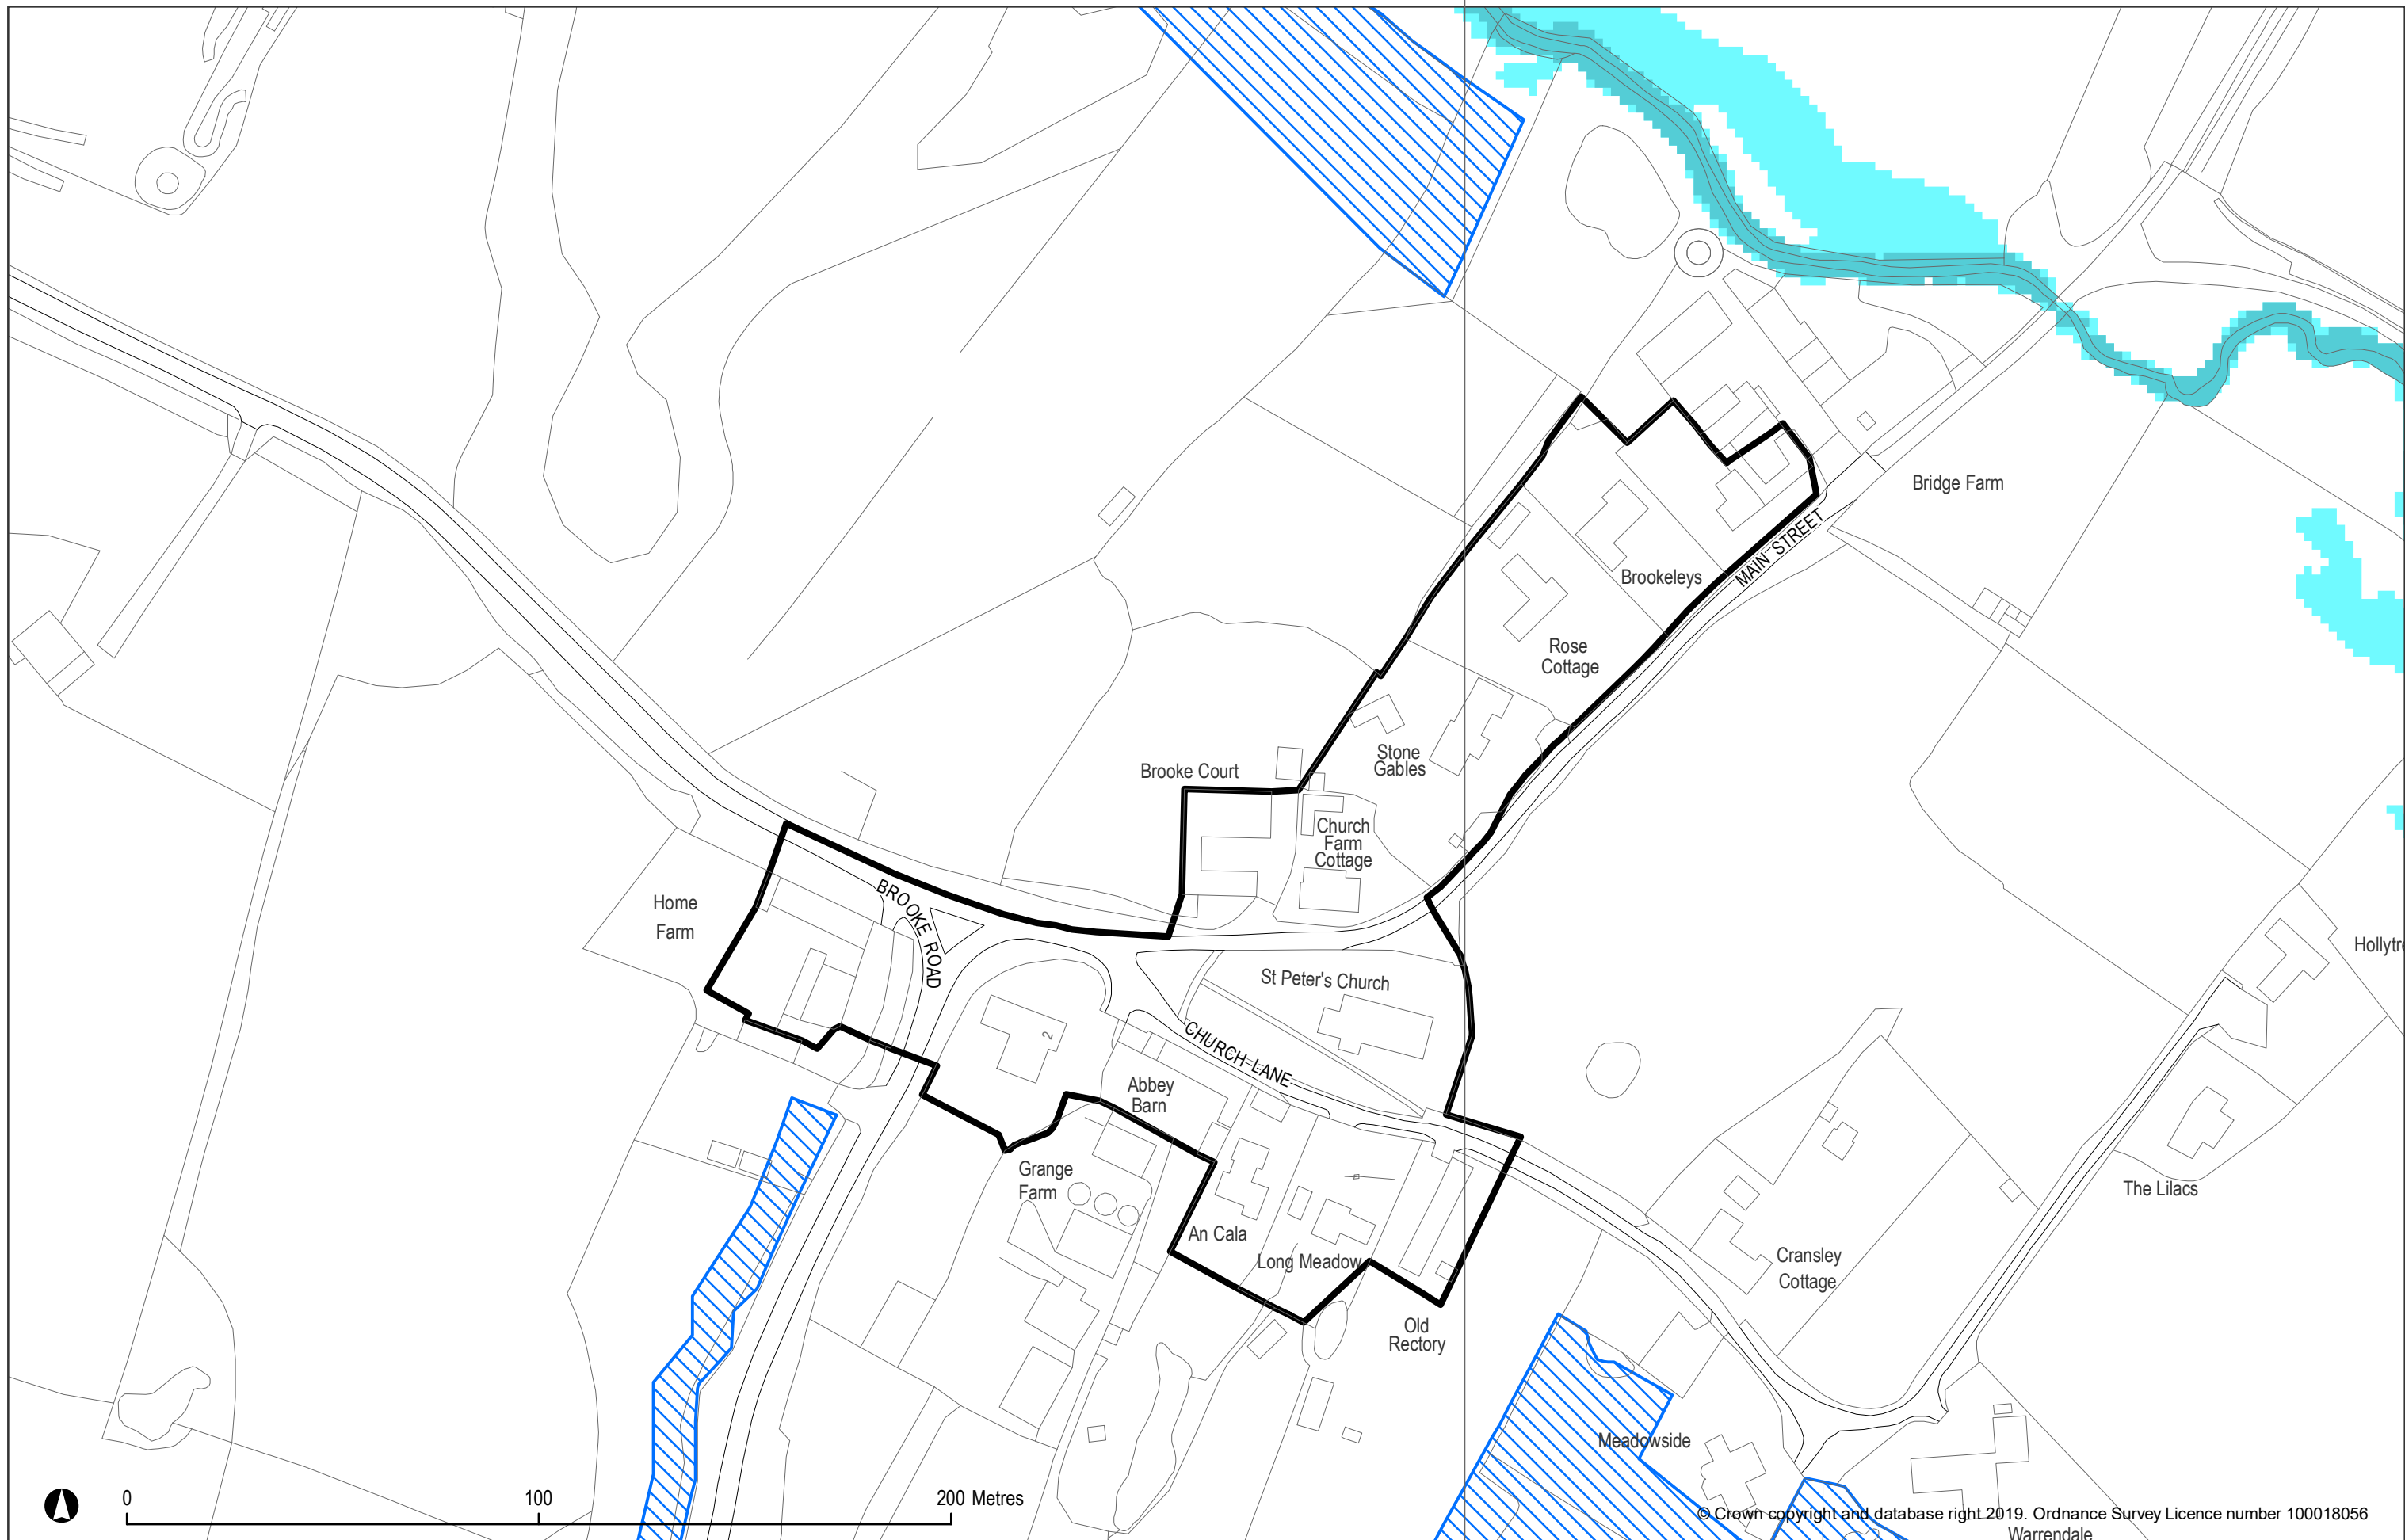 Bridge Farm
MAIN STREET
Brookeleys
Rose
Cottage
Stone
Gables
Brooke Court
Church
Farm
Cottage
Home
Farm
BROOKE ROAD
Hollytr
St Peter's Church
2
CHURCH LANE
Abbey
Barn
Grange
Farm
The Lilacs
An Cala
Long Meadow
Cransley
Cottage
Old
Rectory
Meadowside
0
100
200 Metres
© Crown copyright and database right 2019. Ordnance Survey Licence number 100018056
Warrendale